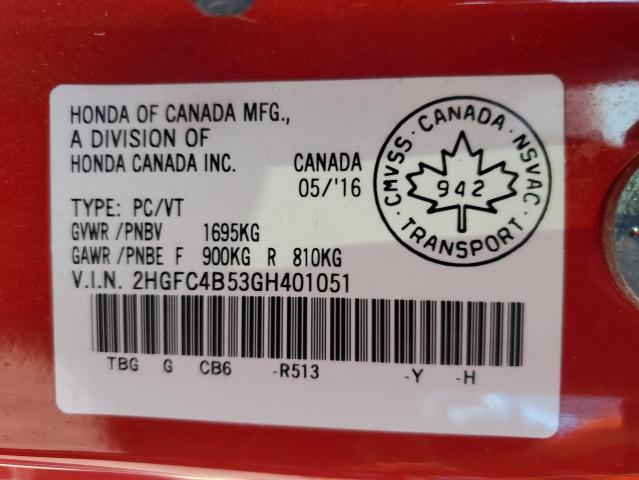 HONDA OF CANADA MFG.,
A DIVISION OF
HONDA CANADA INC.
CANADA
05/'16
TYPE: PC/VT
GVWR /PNBV 1695KG
GAWR /PNBE F 900KG R 810KG
V.I.N. 2HGFC4B53GH401051
TBG G CB6 -R513 -Y -H
CMVSS · CANADA · NSVAC
942
TRANSPORT